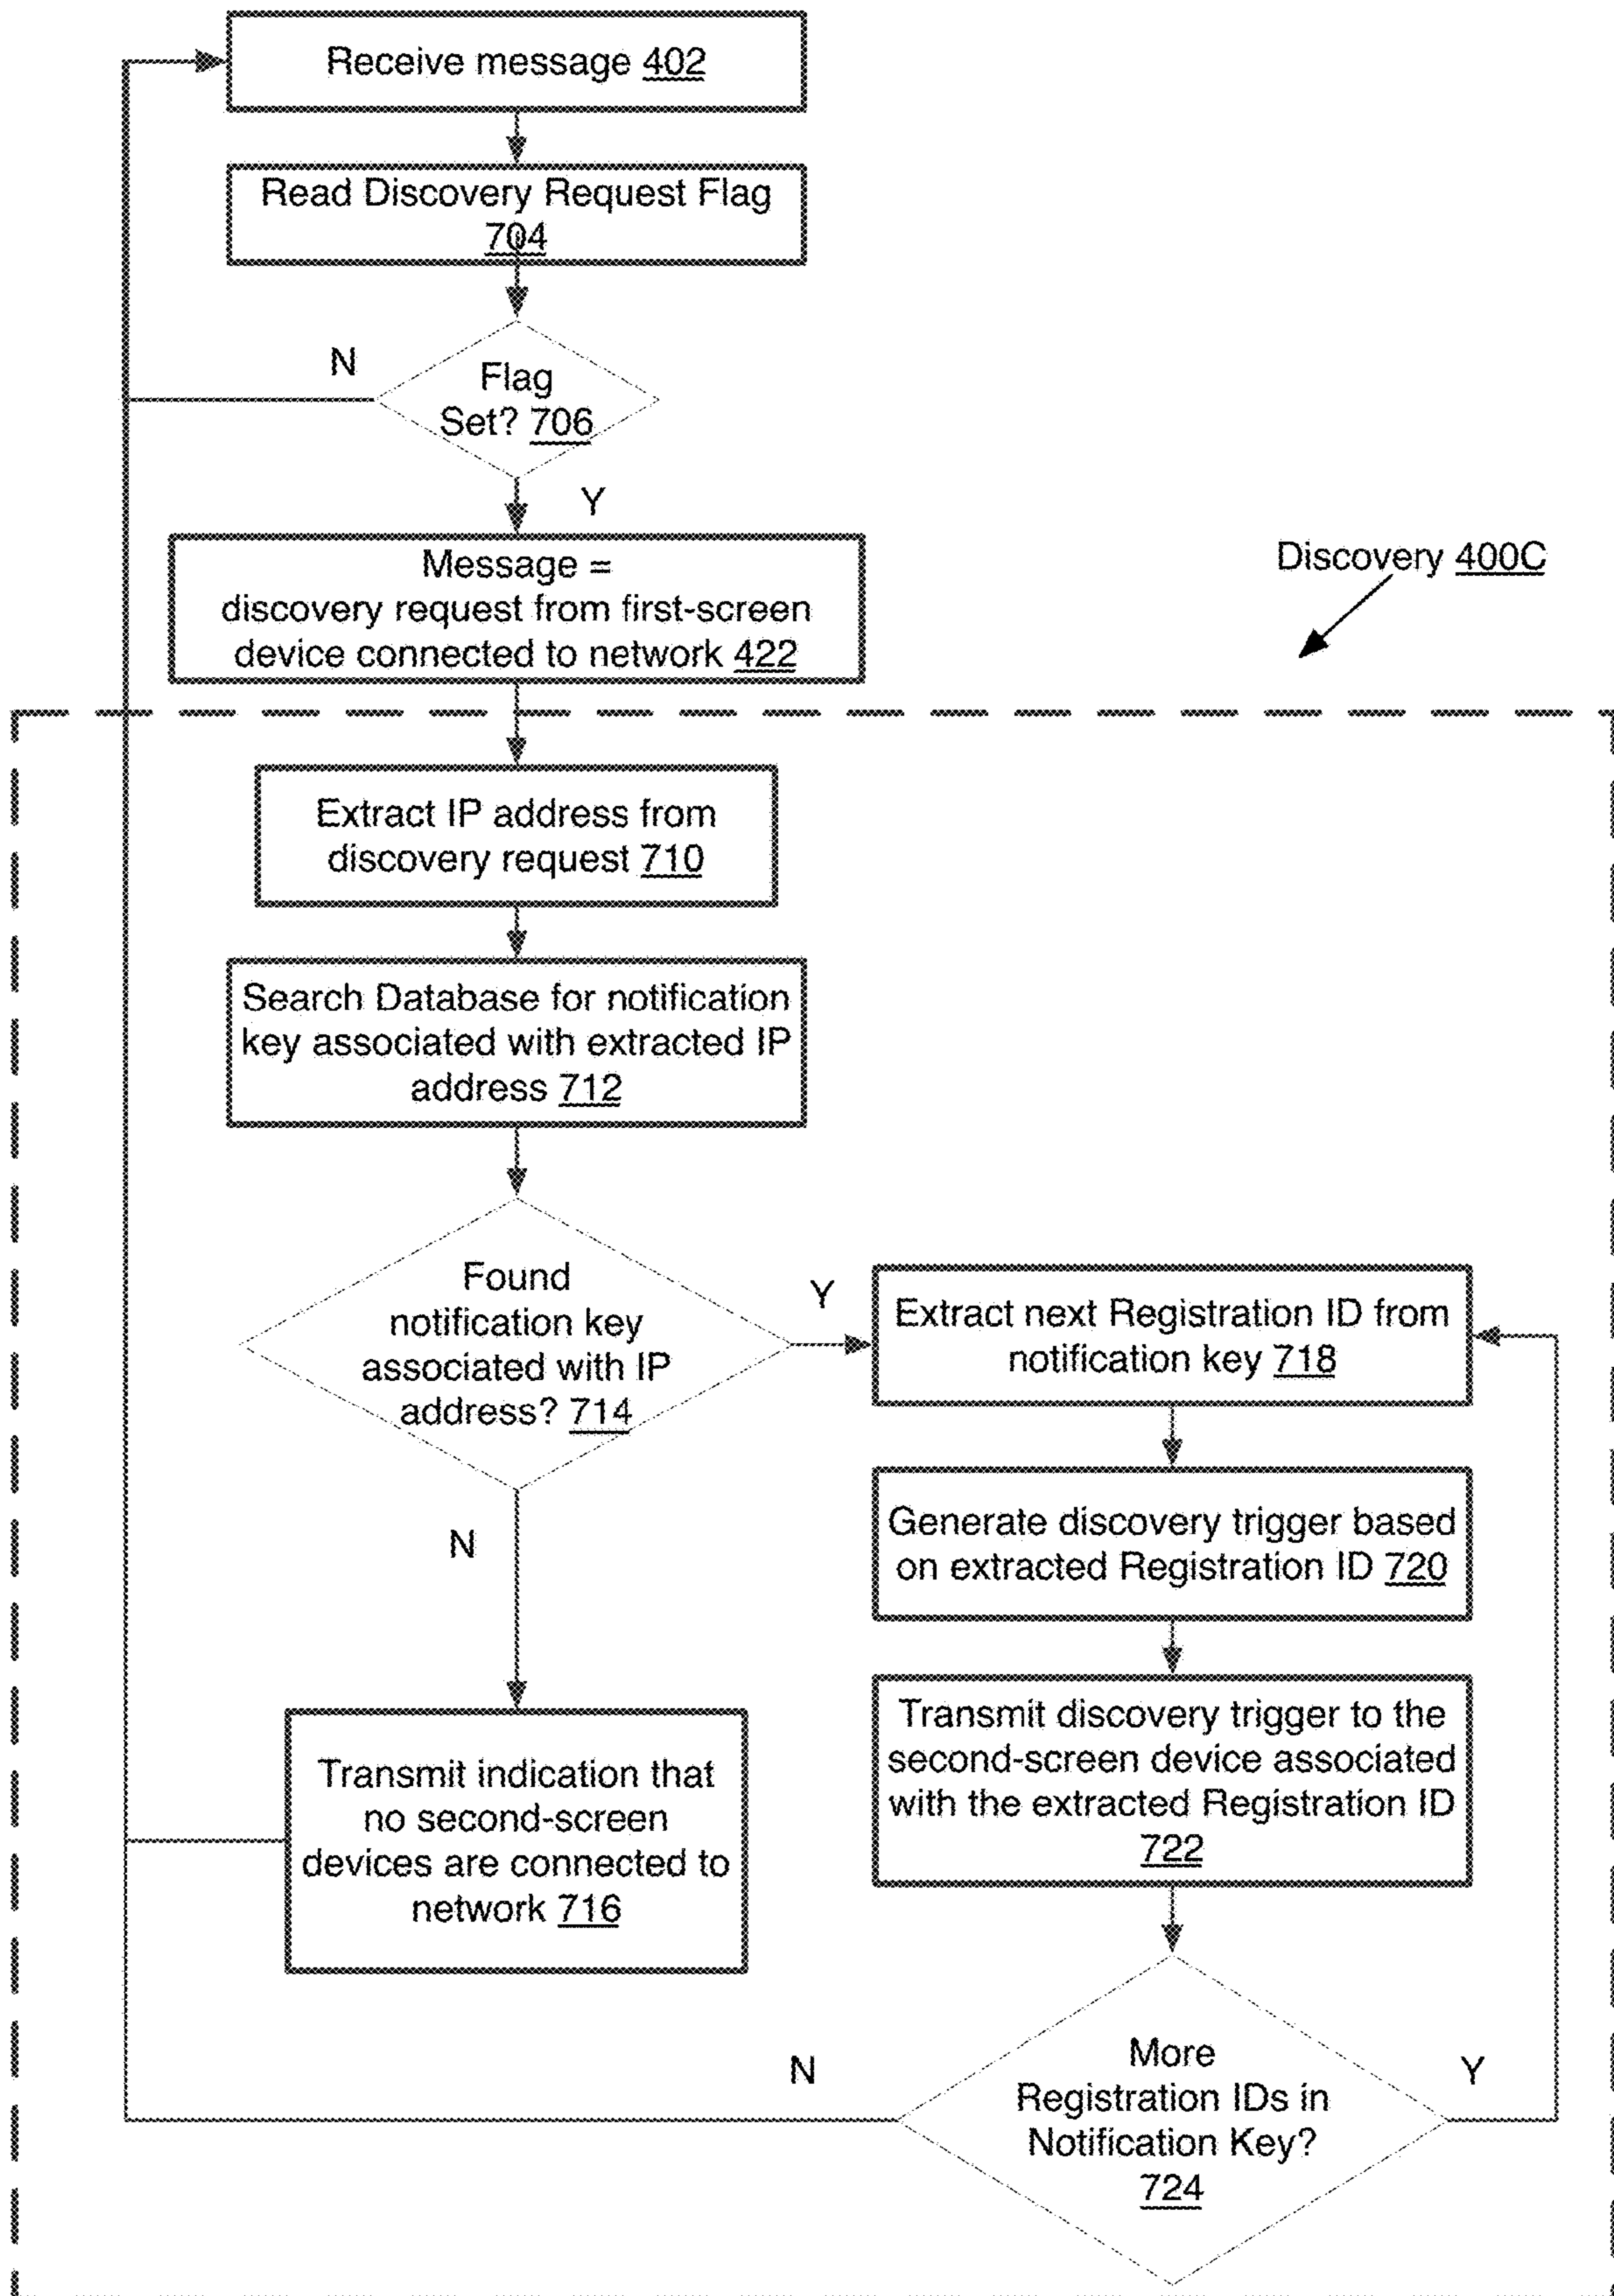 Receive message 402
Read Discovery Request Flag
704
N
Flag
Set? 706
Y
Message =
discovery request from first-screen
device connected to network 422
Discovery 400C
Extract IP address from
discovery request 710
Search Database for notification
key associated with extracted IP
address 712
Found
notification key
associated with IP
address? 714
Y
N
Extract next Registration ID from
notification key 718
Generate discovery trigger based
on extracted Registration ID 720
Transmit discovery trigger to the
second-screen device associated
with the extracted Registration ID
722
Transmit indication that
no second-screen
devices are connected to
network 716
N
More
Registration IDs in
Notification Key?
724
Y